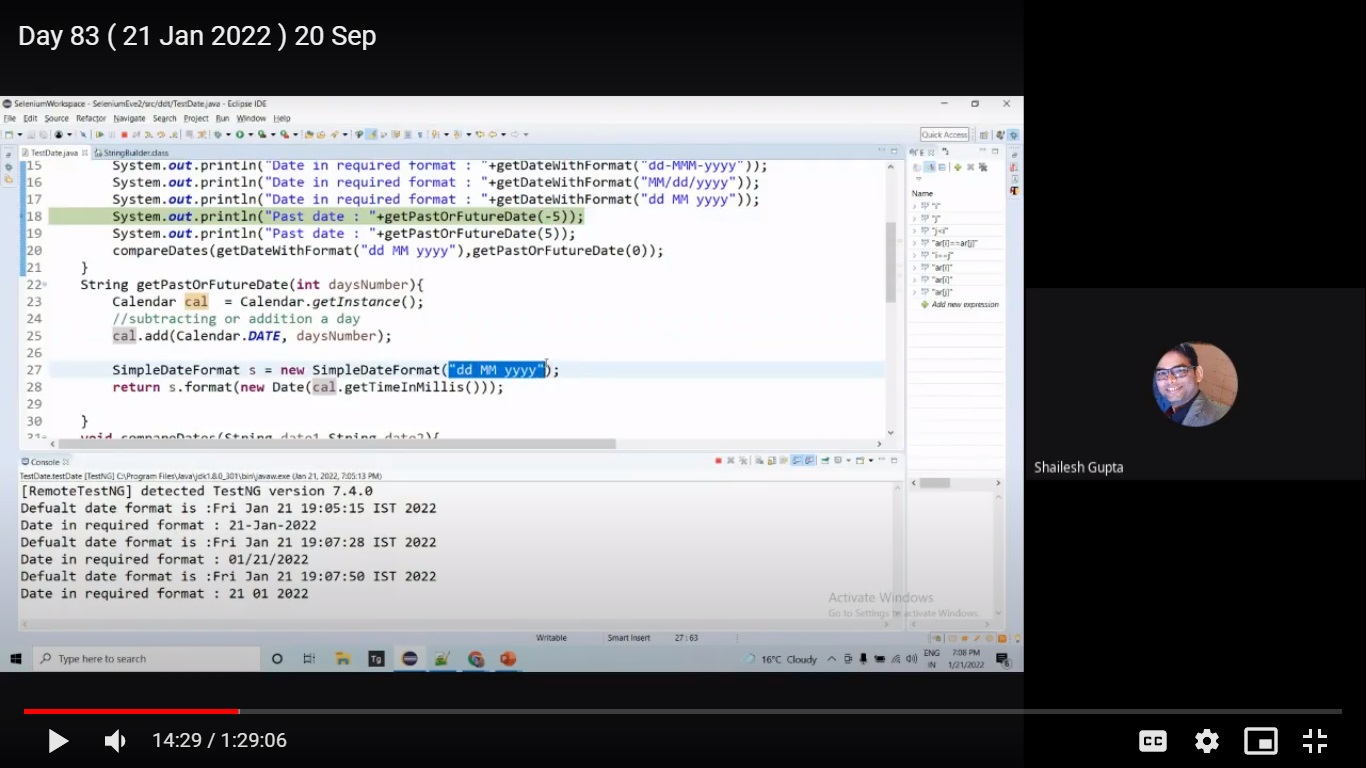 Day 83 ( 21 Jan 2022 ) 20 Sep
SeleniumWorkspace - SeleniumEve2/src/ddt/TestDate.java - Eclipse IDE
File Edit Source Refactor Navigate Search Project Run Window Help
Quick Access
TestDate.java StringBuilder.class
15 System.out.println("Date in required format : "+getDateWithFormat("dd-MMM-yyyy"));
16 System.out.println("Date in required format : "+getDateWithFormat("MM/dd/yyyy"));
17 System.out.println("Date in required format : "+getDateWithFormat("dd MM yyyy"));
18 System.out.println("Past date : "+getPastOrFutureDate(-5));
19 System.out.println("Past date : "+getPastOrFutureDate(5));
20 compareDates(getDateWithFormat("dd MM yyyy"),getPastOrFutureDate(0));
21 }
22 String getPastOrFutureDate(int daysNumber){
23 Calendar cal = Calendar.getInstance();
24 //subtracting or addition a day
25 cal.add(Calendar.DATE, daysNumber);
26
27 SimpleDateFormat s = new SimpleDateFormat("dd MM yyyy");
28 return s.format(new Date(cal.getTimeInMillis()));
29
30 }
31 void compareDates(String date1,String date2){
Name
"i"
"j"
"j<i"
"ar[i]==ar[j]"
"i==j"
"ar[i]"
"ar[i]"
"ar[j]"
Add new expression
Console
TestDate.testDate [TestNG] C:\Program Files\Java\jdk1.8.0_301\bin\javaw.exe (Jan 21, 2022, 7:05:13 PM)
[RemoteTestNG] detected TestNG version 7.4.0
Defualt date format is :Fri Jan 21 19:05:15 IST 2022
Date in required format : 21-Jan-2022
Defualt date format is :Fri Jan 21 19:07:28 IST 2022
Date in required format : 01/21/2022
Defualt date format is :Fri Jan 21 19:07:50 IST 2022
Date in required format : 21 01 2022
Activate Windows
Go to Settings to activate Windows.
Writable Smart Insert 27:63
Type here to search
Tg
16°C Cloudy
ENG
IN
7:08 PM
1/21/2022
Shailesh Gupta
14:29 / 1:29:06
CC